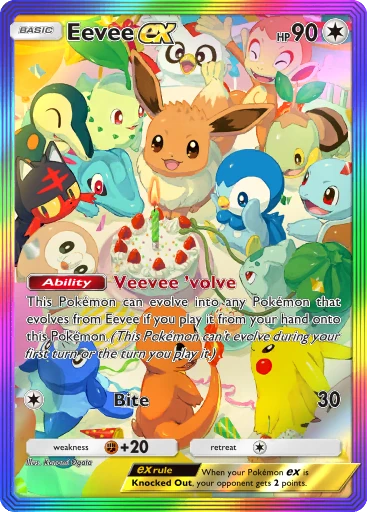 BASIC Eevee ex HP 90
Ability Veevee 'volve
This Pokémon can evolve into any Pokémon that
evolves from Eevee if you play it from your hand onto
this Pokémon. (This Pokémon can't evolve during your
first turn or the turn you play it.)
Bite 30
weakness +20 retreat
Illus. Narumi Ogata
ex rule When your Pokémon ex is
Knocked Out, your opponent gets 2 points.